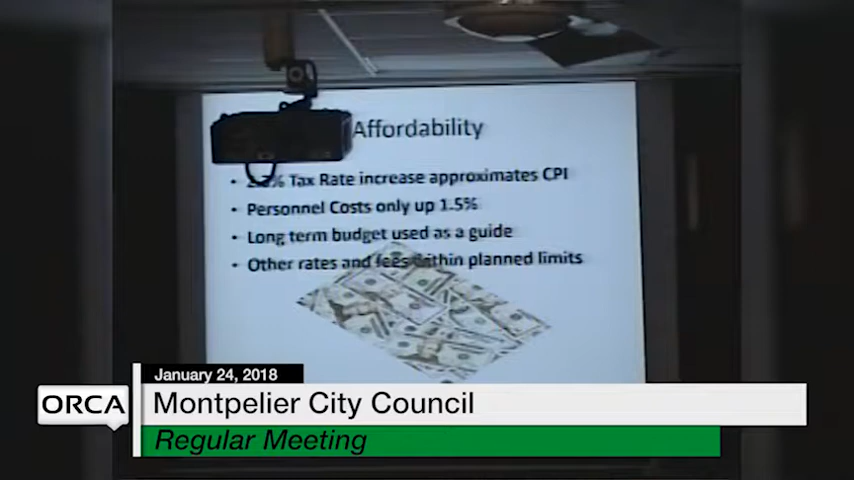 Affordability
• % Tax Rate increase approximates CPI
• Personnel Costs only up 1.5%
• Long term budget used as a guide
• Other rates and fees within planned limits
January 24, 2018
ORCA
Montpelier City Council
Regular Meeting